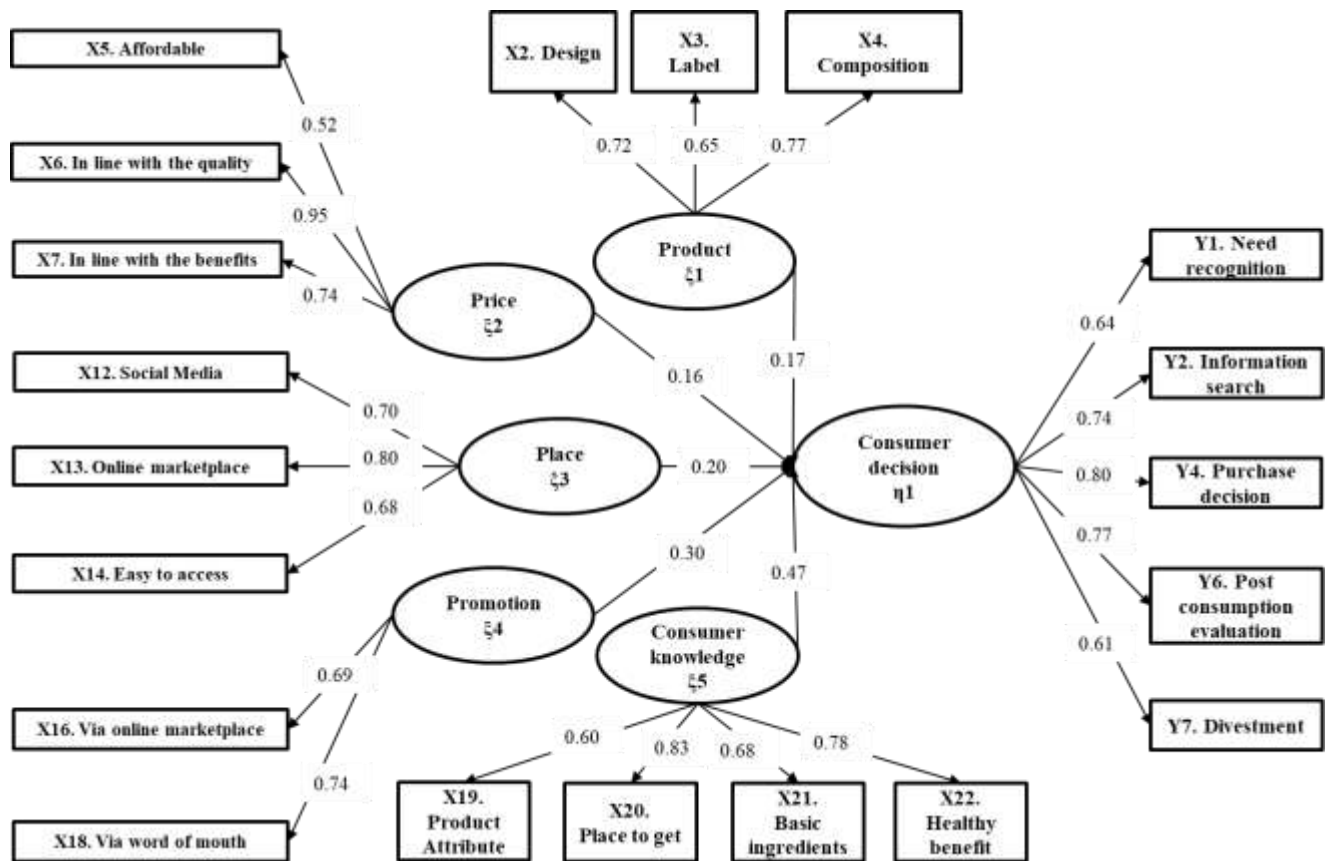 X5. Affordable
X2. Design
X3.
Label
X4.
Composition
0.52
0.72
0.65
0.77
X6. In line with the quality
0.95
X7. In line with the benefits
0.74
Price
ξ2
Product
ξ1
Y1. Need
recognition
0.64
X12. Social Media
0.70
0.16
0.17
Y2. Information
search
0.74
X13. Online marketplace
0.80
Place
ξ3
0.20
Consumer
decision
η1
0.80
Y4. Purchase
decision
0.68
X14. Easy to access
0.30
0.47
0.77
Y6. Post
consumption
evaluation
Promotion
ξ4
Consumer
knowledge
ξ5
0.61
0.69
X16. Via online marketplace
Y7. Divestment
0.74
0.60
0.83
0.68
0.78
X18. Via word of mouth
X19.
Product
Attribute
X20.
Place to get
X21.
Basic
ingredients
X22.
Healthy
benefit